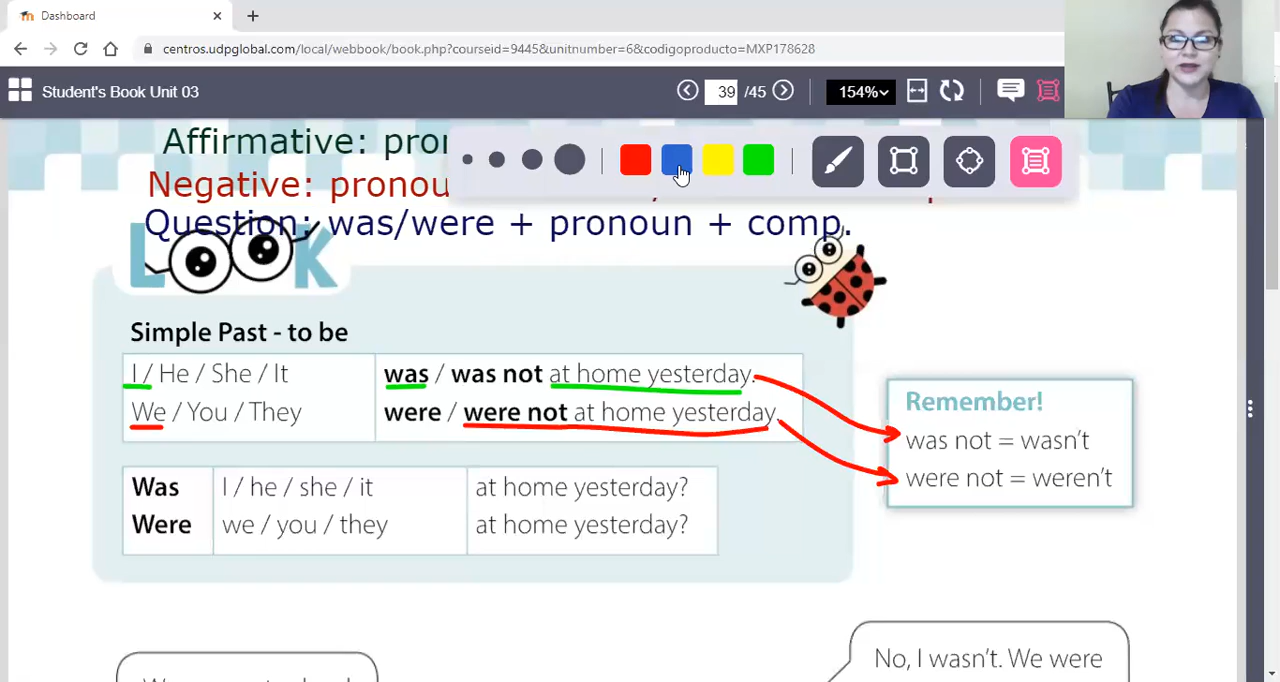 Dashboard
centros.udpglobal.com/local/webbook/book.php?courseid=9445&unitnumber=6&codigoproducto=MXP178628
Student's Book Unit 03
39 /45
154%
Affirmative: pron
Negative: pronou
Question: was/were + pronoun + comp.
LOOK
Simple Past - to be
I / He / She / It was / was not at home yesterday.
We / You / They were / were not at home yesterday.
Remember!
was not = wasn't
were not = weren't
Was I / he / she / it at home yesterday?
Were we / you / they at home yesterday?
No, I wasn't. We were